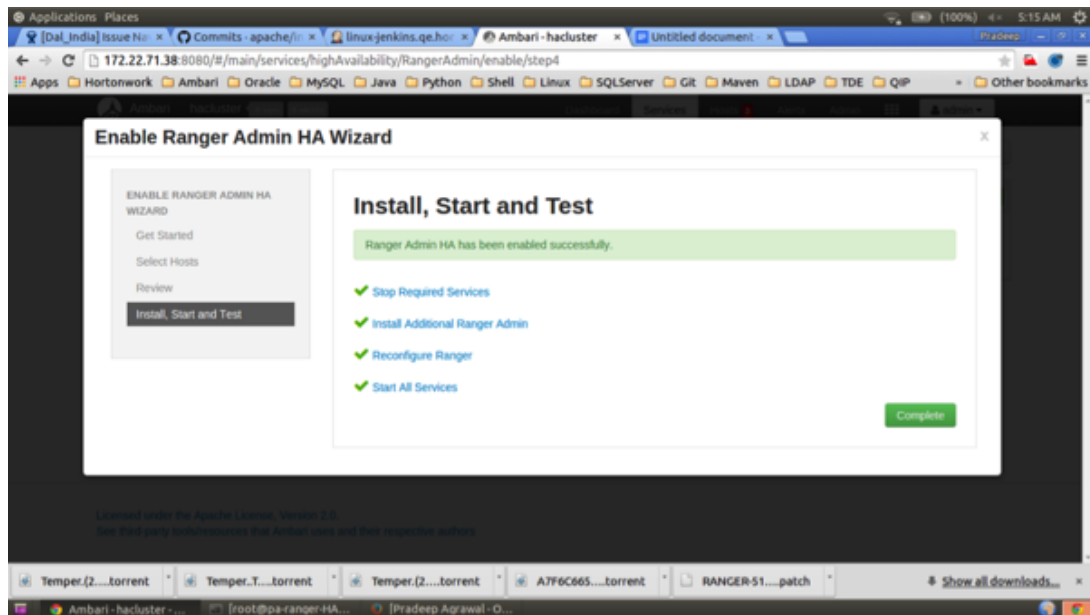 Applications Places
(100%) 5:15 AM
[Dal_India] Issue Na
Commits · apache/
linux-jenkins.qe.hor
Ambari - hacluster
Untitled document -
Pradeep
172.22.71.38:8080/#/main/services/highAvailability/RangerAdmin/enable/step4
Apps Hortonwork Ambari Oracle MySQL Java Python Shell Linux SQLServer Git Maven LDAP TDE QIP » Other bookmarks
Ambari hacluster
Services
admin
Enable Ranger Admin HA Wizard
X
ENABLE RANGER ADMIN HA
WIZARD
Get Started
Select Hosts
Review
Install, Start and Test
Install, Start and Test
Ranger Admin HA has been enabled successfully.
Stop Required Services
Install Additional Ranger Admin
Reconfigure Ranger
Start All Services
Complete
Licensed under the Apache License, Version 2.0.
See third-party tools/resources that Ambari uses and their respective authors
Temper.(2....torrent
Temper..T....torrent
Temper.(2....torrent
A7F6C665....torrent
RANGER-51....patch
Show all downloads...
Ambari - hacluster - ...
[root@pa-ranger-HA...
[Pradeep Agrawal - O...